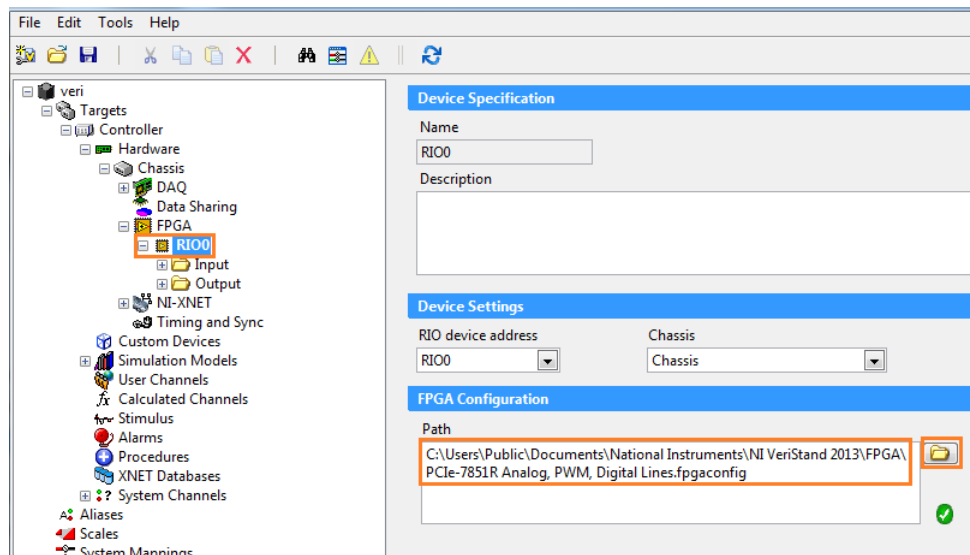 File Edit Tools Help
veri
Targets
Controller
Hardware
Chassis
DAQ
Data Sharing
FPGA
RIO0
Input
Output
NI-XNET
Timing and Sync
Custom Devices
Simulation Models
User Channels
Calculated Channels
Stimulus
Alarms
Procedures
XNET Databases
System Channels
Aliases
Scales
System Mappings
Device Specification
Name
RIO0
Description
Device Settings
RIO device address Chassis
RIO0 Chassis
FPGA Configuration
Path
C:\Users\Public\Documents\National Instruments\NI VeriStand 2013\FPGA\
PCIe-7851R Analog, PWM, Digital Lines.fpgaconfig